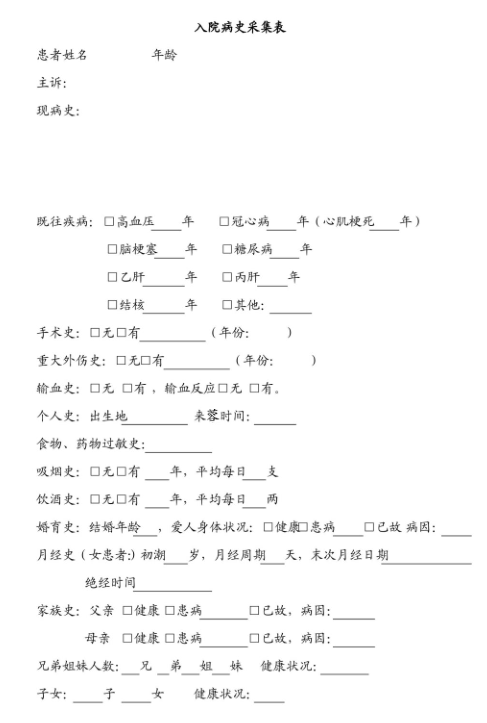 入院病史采集表
患者姓名 年龄
主诉:
现病史:
既往疾病: □高血压____年 □冠心病____年(心肌梗死____年)
□脑梗塞____年 □糖尿病____年
□乙肝______年 □丙肝____年
□结核______年 □其他:______
手术史: □无□有_________(年份: )
重大外伤史: □无□有_________(年份: )
输血史: □无 □有, 输血反应□无 □有。
个人史: 出生地_________ 来蓉时间:______
食物、药物过敏史:_________
吸烟史: □无□有 ___年, 平均每日___支
饮酒史: □无□有 ___年, 平均每日___两
婚育史: 结婚年龄___, 爱人身体状况: □健康□患病____ □已故 病因:____
月经史(女患者:)初潮___岁, 月经周期___天, 末次月经日期____________
绝经时间__________
家族史: 父亲 □健康 □患病______ □已故, 病因:______
母亲 □健康 □患病______ □已故, 病因:______
兄弟姐妹人数:__兄 __弟__姐__妹 健康状况:______
子女:____子 ____女 健康状况:____